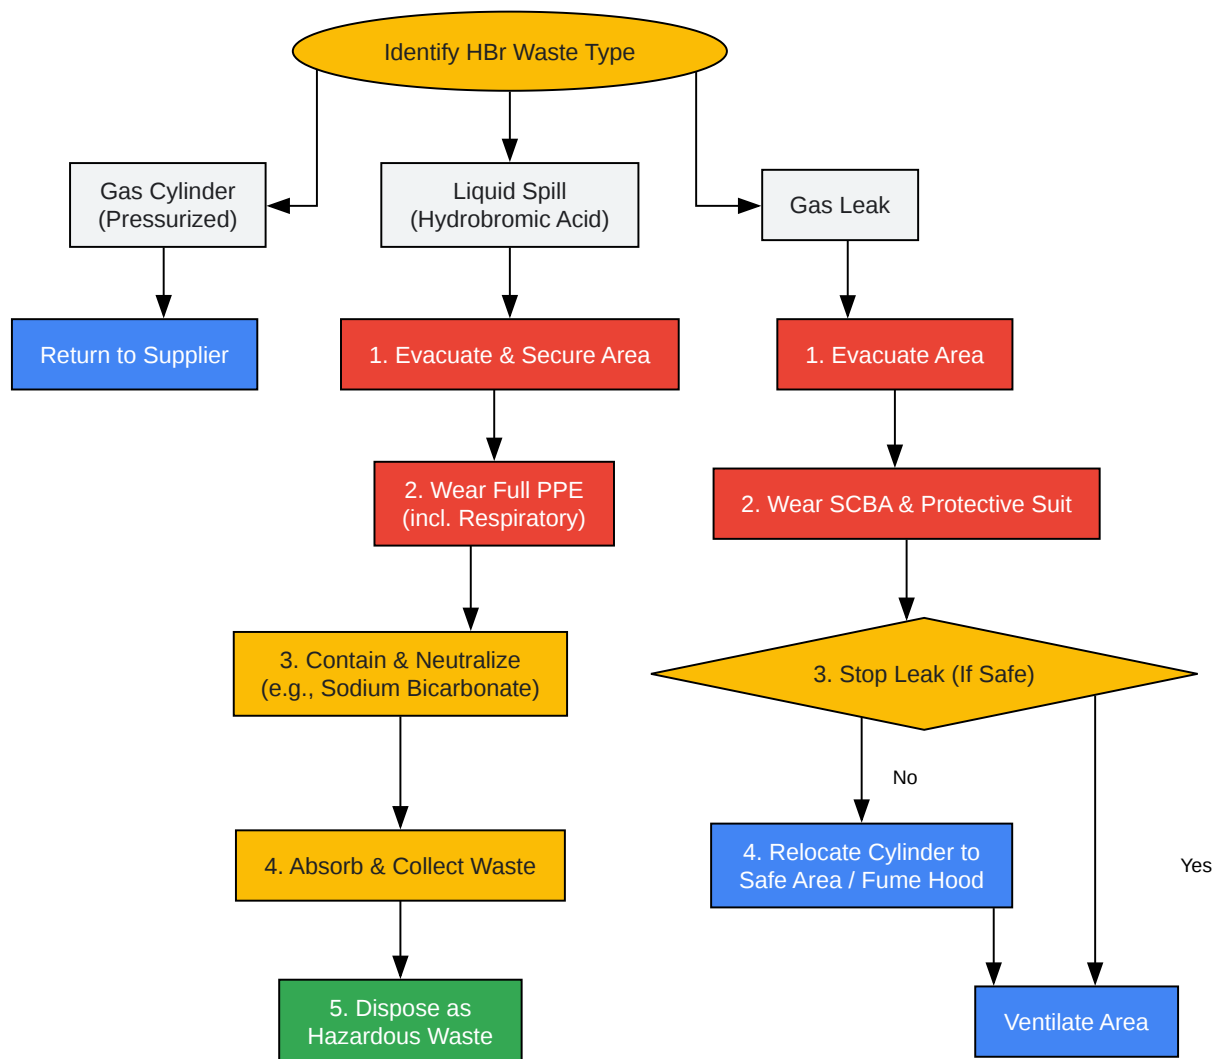 Identify HBr Waste Type
Gas Cylinder
(Pressurized)
Liquid Spill
(Hydrobromic Acid)
Gas Leak
Return to Supplier
1. Evacuate & Secure Area
1. Evacuate Area
2. Wear Full PPE
(incl. Respiratory)
2. Wear SCBA & Protective Suit
3. Contain & Neutralize
(e.g., Sodium Bicarbonate)
3. Stop Leak (If Safe)
No
Yes
4. Absorb & Collect Waste
4. Relocate Cylinder to
Safe Area / Fume Hood
5. Dispose as
Hazardous Waste
Ventilate Area